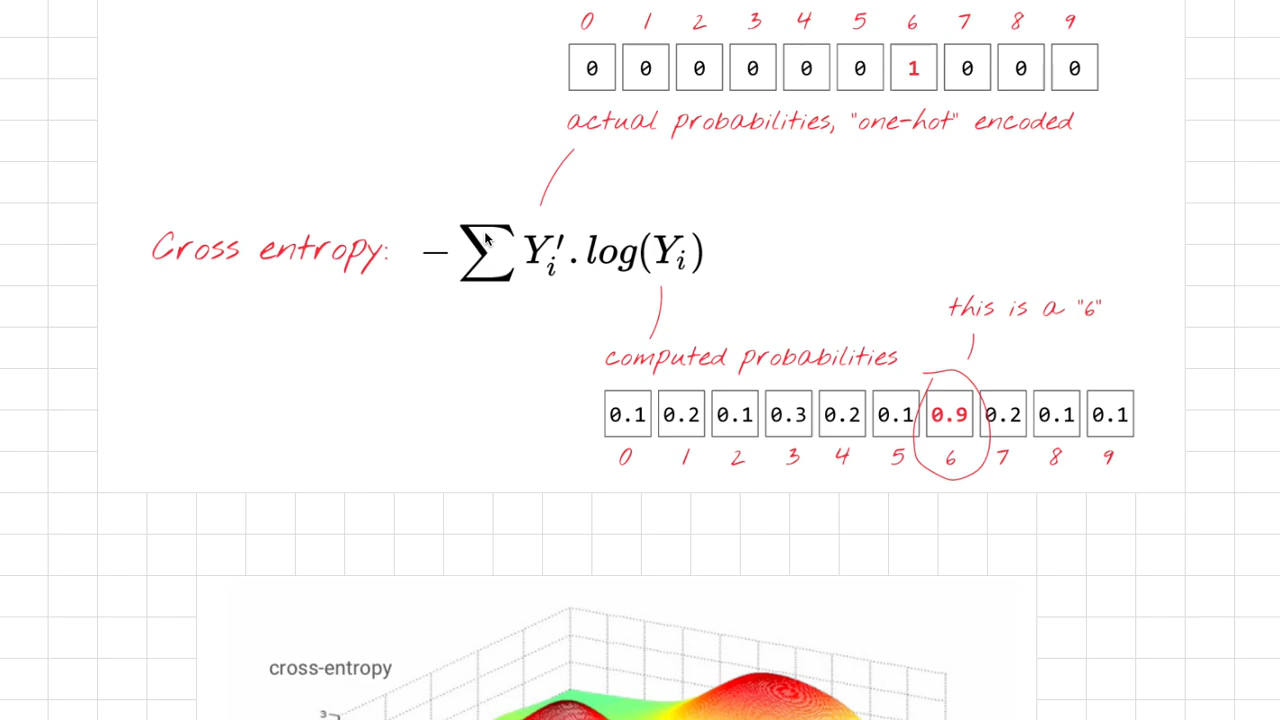 0 1 2 3 4 5 6 7 8 9
0 0 0 0 0 0 1 0 0 0
actual probabilities, "one-hot" encoded
Cross entropy: − ∑ Y′ᵢ . log(Yᵢ)
this is a "6"
computed probabilities
0.1 0.2 0.1 0.3 0.2 0.1 0.9 0.2 0.1 0.1
0 1 2 3 4 5 6 7 8 9
cross-entropy
3